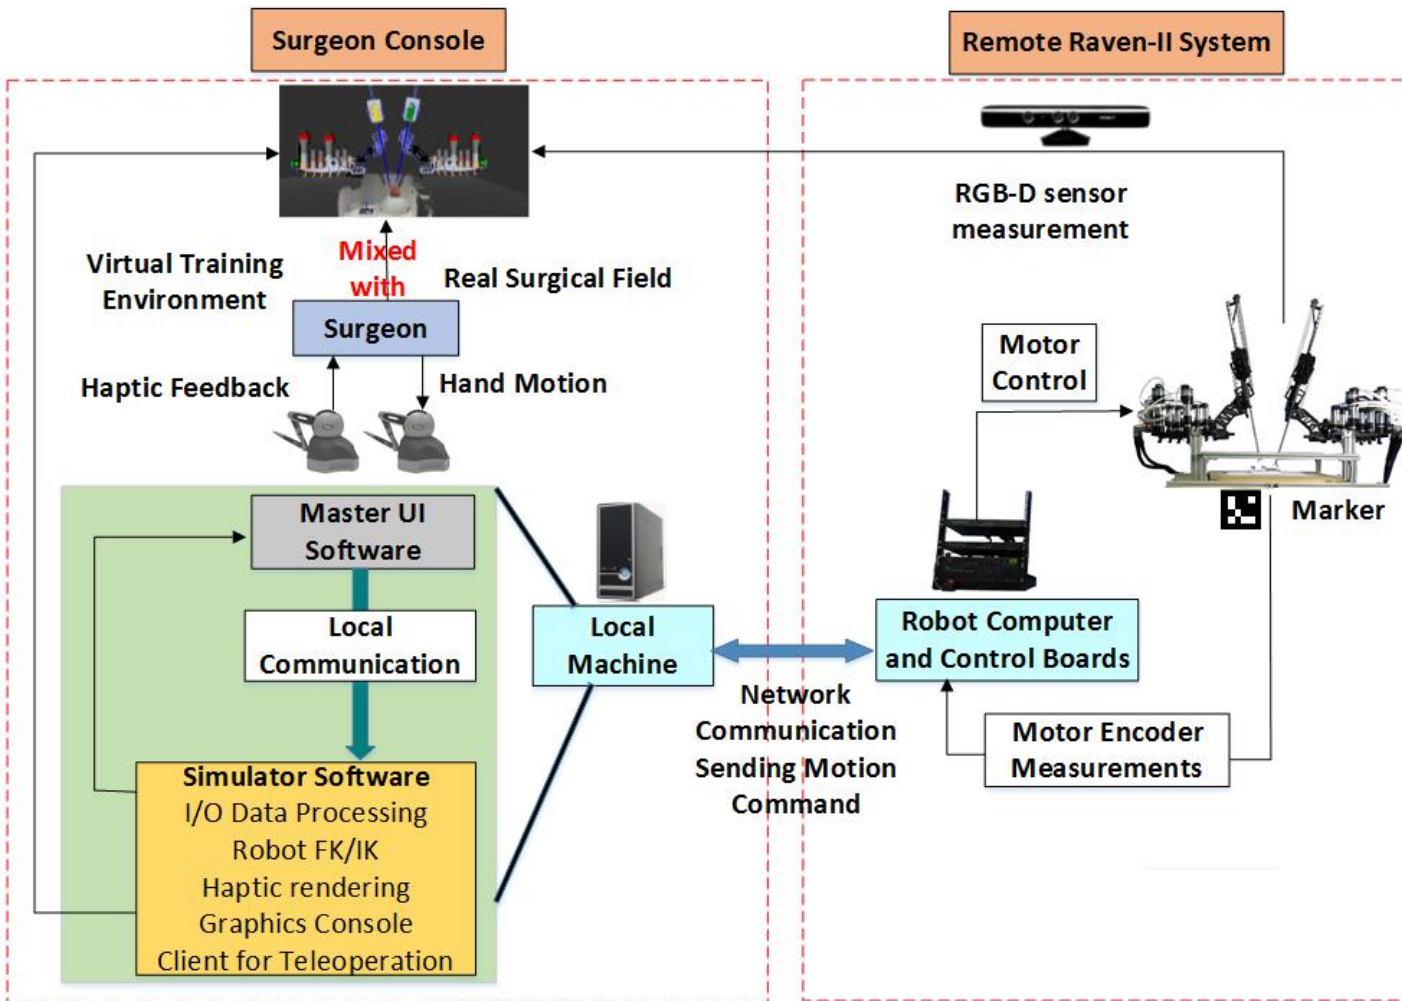 Surgeon Console
Remote Raven-II System
RGB-D sensor
measurement
Virtual Training
Environment
Mixed
with
Real Surgical Field
Surgeon
Haptic Feedback
Hand Motion
Motor
Control
Marker
Master UI
Software
Local
Communication
Local
Machine
Robot Computer
and Control Boards
Network
Communication
Sending Motion
Command
Motor Encoder
Measurements
Simulator Software
I/O Data Processing
Robot FK/IK
Haptic rendering
Graphics Console
Client for Teleoperation